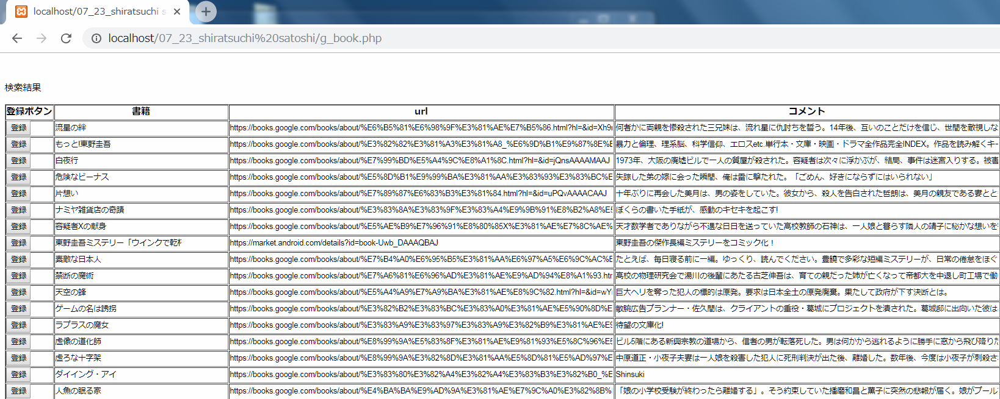 localhost/07_23_shiratsuchi s
localhost/07_23_shiratsuchi%20satoshi/g_book.php
検索結果
登録ボタン 書籍 url コメント
登録 流星の絆 https://books.google.com/books/about/%E6%B5%81%E6%98%9F%E3%81%AE%E7%B5%86.html?hl=&id=Xh9r 何者かに両親を惨殺された三兄妹は、流れ星に仇討ちを誓う。14年後、互いのことだけを信じ、世間を敵視しな
登録 もっと!東野圭吾 https://books.google.com/books/about/%E3%82%82%E3%81%A3%E3%81%A8_%E6%9D%B1%E9%87%8E%E 暴力と倫理、理系脳、科学信仰、エロスetc.単行本・文庫・映画・ドラマ全作品完全INDEX。作品を読み解くキー
登録 白夜行 https://books.google.com/books/about/%E7%99%BD%E5%A4%9C%E8%A1%8C.html?hl=&id=jQnsAAAAMAAJ 1973年、大阪の廃墟ビルで一人の質屋が殺された。容疑者は次々に浮かぶが、結局、事件は迷宮入りする。被害
登録 危険なビーナス https://books.google.com/books/about/%E5%8D%B1%E9%99%BA%E3%81%AA%E3%83%93%E3%83%BC%E 失踪した弟の嫁に会った瞬間、俺は雷に撃たれた。「ごめん、好きにならずにはいられない」
登録 片想い https://books.google.com/books/about/%E7%89%87%E6%83%B3%E3%81%84.html?hl=&id=uPQvAAAACAAJ 十年ぶりに再会した美月は、男の姿をしていた。彼女から、殺人を告白された哲朗は、美月の親友である妻とと
登録 ナミヤ雑貨店の奇蹟 https://books.google.com/books/about/%E3%83%8A%E3%83%9F%E3%83%A4%E9%9B%91%E8%B2%A8%E5 ぼくらの書いた手紙が、感動のキセキを起こす!
登録 容疑者Xの献身 https://books.google.com/books/about/%E5%AE%B9%E7%96%91%E8%80%85X%E3%81%AE%E7%8C%AE% 天才数学者でありながら不遇な日日を送っていた高校教師の石神は、一人娘と暮らす隣人の靖子に秘かな想いを
登録 東野圭吾ミステリー「ウインクで乾杯 https://market.android.com/details?id=book-Uwb_DAAAQBAJ 東野圭吾の傑作長編ミステリーをコミック化！
登録 素敵な日本人 https://books.google.com/books/about/%E7%B4%A0%E6%95%B5%E3%81%AA%E6%97%A5%E6%9C%AC%E たとえば、毎日寝る前に一編。ゆっくり、読んでください。豊饒で多彩な短編ミステリーが、日常の倦怠をほぐ
登録 禁断の魔術 https://books.google.com/books/about/%E7%A6%81%E6%96%AD%E3%81%AE%E9%AD%94%E8%A1%93.htm 高校の物理研究会で湯川の後輩にあたる古芝伸吾は、育ての親だった姉が亡くなって帝都大を中退し町工場で働
登録 天空の蜂 https://books.google.com/books/about/%E5%A4%A9%E7%A9%BA%E3%81%AE%E8%9C%82.html?hl=&id=wYi 巨大ヘリを奪った犯人の標的は原発。要求は日本全土の原発廃棄。果たして政府が下す決断とは。
登録 ゲームの名は誘拐 https://books.google.com/books/about/%E3%82%B2%E3%83%BC%E3%83%A0%E3%81%AE%E5%90%8D%E 敏腕広告プランナー・佐久間は、クライアントの重役・葛城にプロジェクトを潰された。葛城邸に出向いた彼は
登録 ラプラスの魔女 https://books.google.com/books/about/%E3%83%A9%E3%83%97%E3%83%A9%E3%82%B9%E3%81%AE%E9 待望の文庫化!
登録 虚像の道化師 https://books.google.com/books/about/%E8%99%9A%E5%83%8F%E3%81%AE%E9%81%93%E5%8C%96%E5 ビル5階にある新興宗教の道場から、信者の男が転落死した。男は何かから逃れるように勝手に窓から飛び降りた
登録 虚ろな十字架 https://books.google.com/books/about/%E8%99%9A%E3%82%8D%E3%81%AA%E5%8D%81%E5%AD%97%E 中原道正・小夜子夫妻は一人娘を殺害した犯人に死刑判決が出た後、離婚した。数年後、今度は小夜子が刺殺さ
登録 ダイイング・アイ https://books.google.com/books/about/%E3%83%80%E3%82%A4%E3%82%A4%E3%83%B3%E3%82%B0_%E Shinsuki
登録 人魚の眠る家 https://books.google.com/books/about/%E4%BA%BA%E9%AD%9A%E3%81%AE%E7%9C%A0%E3%82%8B% 「娘の小学校受験が終わったら離婚する」。そう約束していた播磨和昌と薫子に突然の悲報が届く。娘がプール